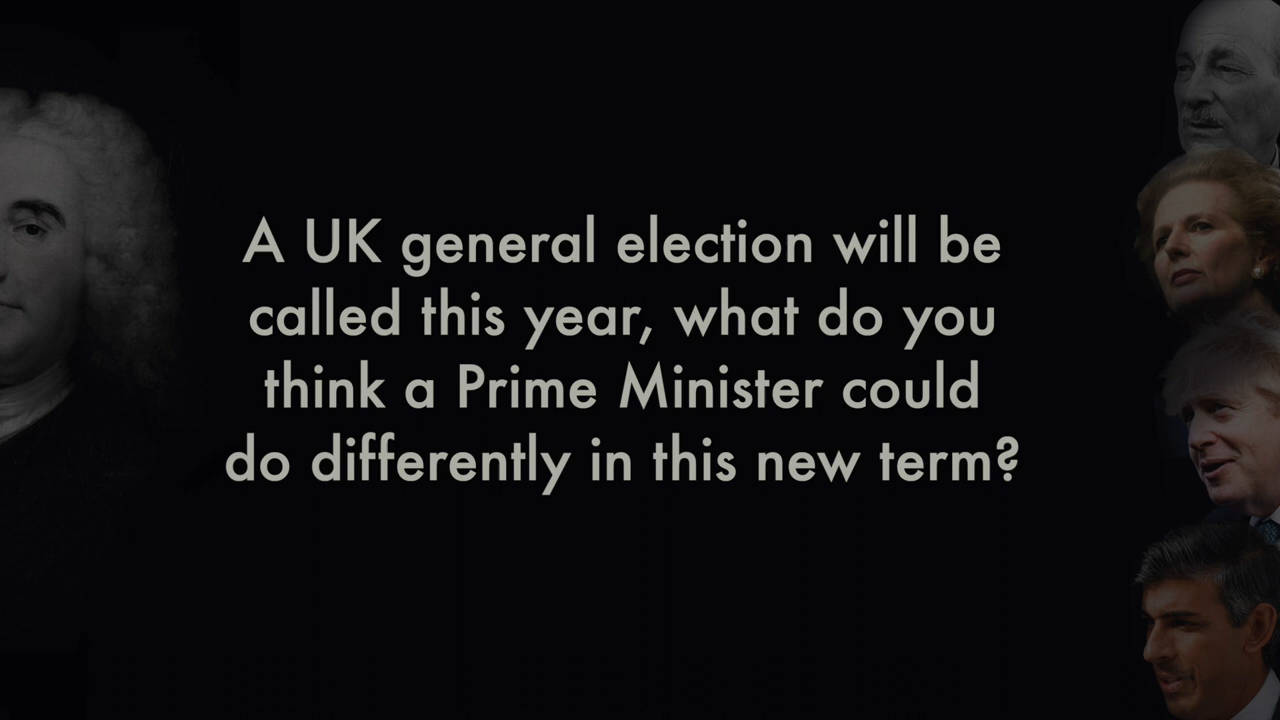 A UK general election will be
called this year, what do you
think a Prime Minister could
do differently in this new term?